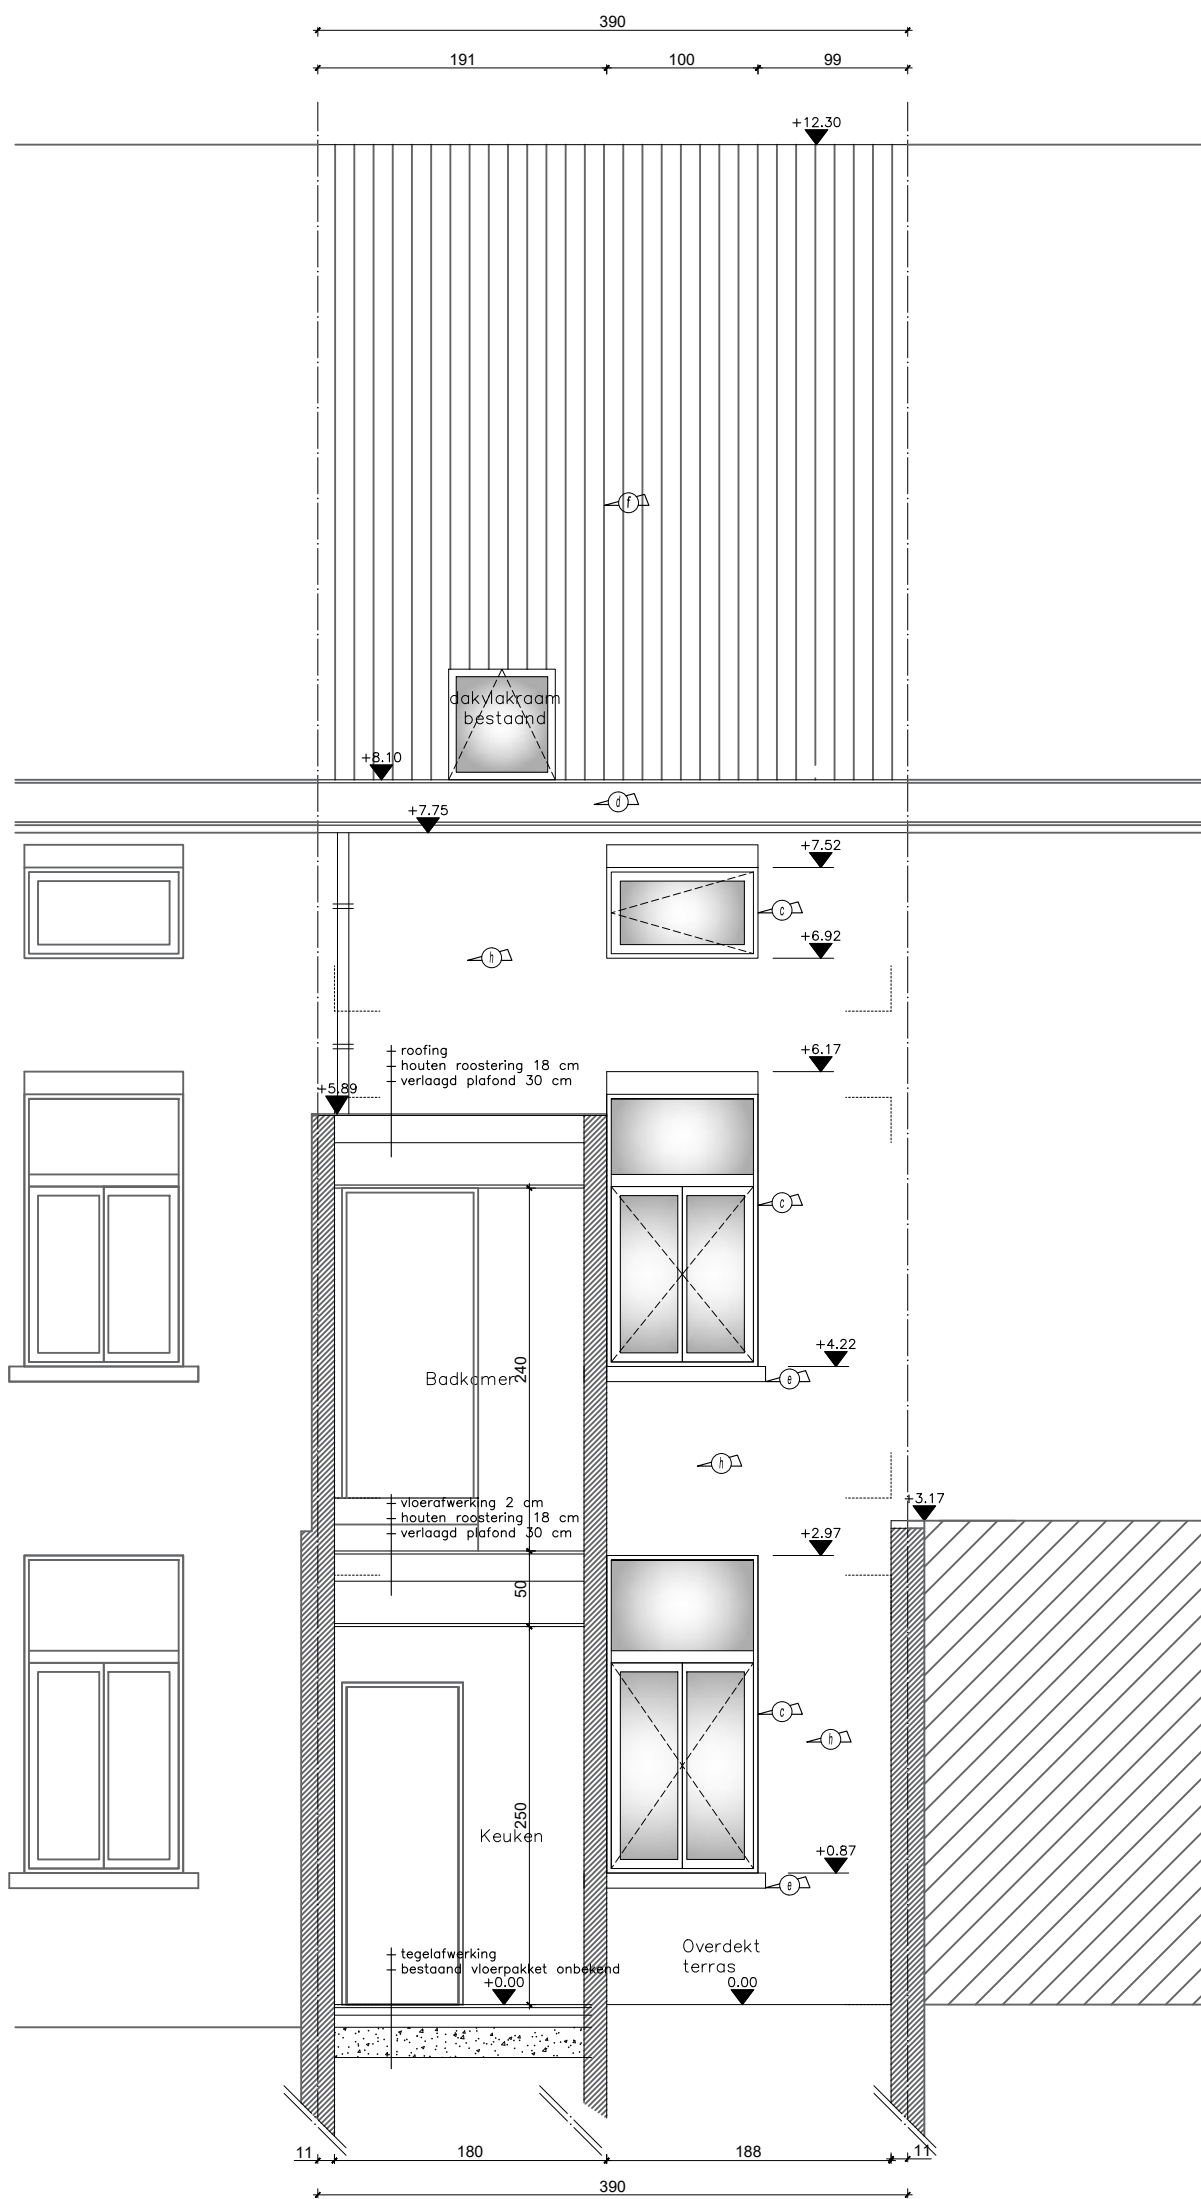 390
191 100 99
+12.30
f
dakvlakraam
bestaand
+8.10
d
+7.75
+7.52
c
+6.92
h
roofing
houten roostering 18 cm
verlaagd plafond 30 cm
+6.17
+5.89
c
+4.22
e
240
Badkamer
h
vloerafwerking 2 cm
houten roostering 18 cm
verlaagd plafond 30 cm
+3.17
+2.97
50
c
h
250
Keuken
+0.87
e
Overdekt
terras
tegelafwerking
bestaand vloerpakket onbekend
+0.00
0.00
11 180 188 11
390